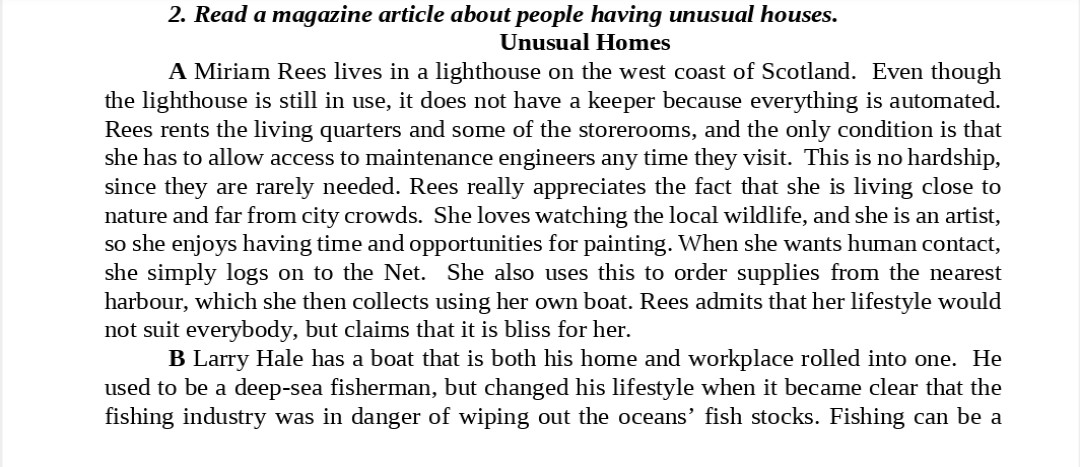 2. Read a magazine article about people having unusual houses.
Unusual Homes
A Miriam Rees lives in a lighthouse on the west coast of Scotland.  Even though
the lighthouse is still in use, it does not have a keeper because everything is automated.
Rees rents the living quarters and some of the storerooms, and the only condition is that
she has to allow access to maintenance engineers any time they visit.  This is no hardship,
since they are rarely needed. Rees really appreciates the fact that she is living close to
nature and far from city crowds.  She loves watching the local wildlife, and she is an artist,
so she enjoys having time and opportunities for painting. When she wants human contact,
she simply logs on to the Net.   She also uses this to order supplies from the nearest
harbour, which she then collects using her own boat. Rees admits that her lifestyle would
not suit everybody, but claims that it is bliss for her.
B Larry Hale has a boat that is both his home and workplace rolled into one.  He
used to be a deep-sea fisherman, but changed his lifestyle when it became clear that the
fishing industry was in danger of wiping out the oceans’ fish stocks. Fishing can be a